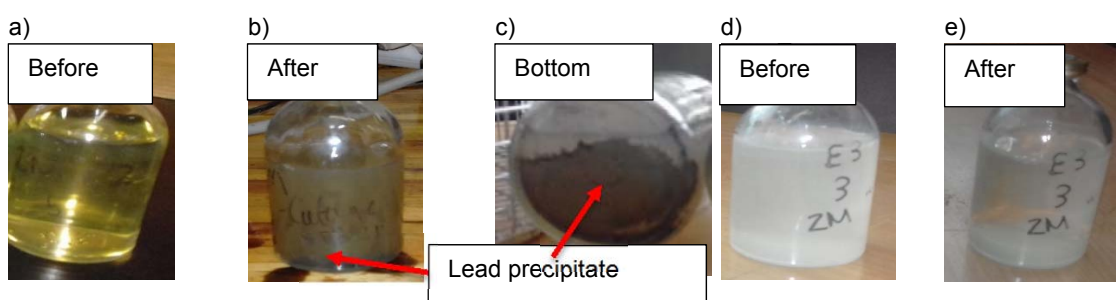 a)
b)
c)
d)
e)
Before
After
Bottom
Before
After
E3
3
ZM
E3
3
ZM
Lead precipitate